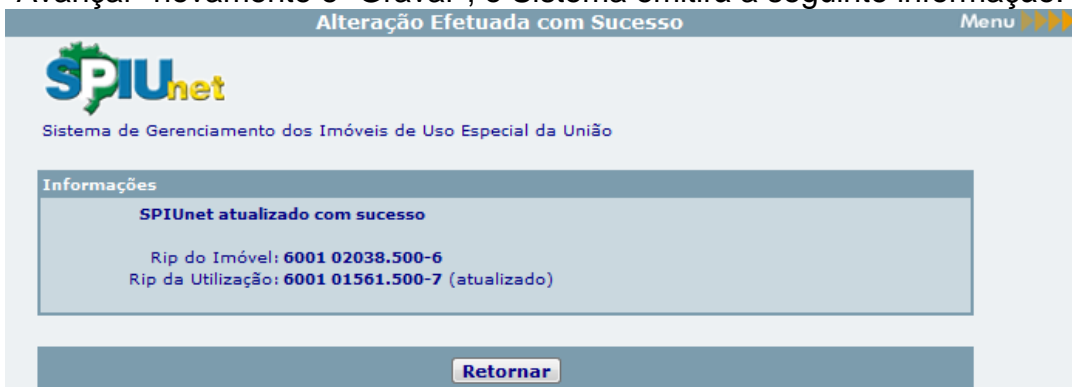 "Avançar" novamente e "Gravar", o Sistema emitirá a seguinte informação:
Alteração Efetuada com Sucesso
Menu
SPIUnet
Sistema de Gerenciamento dos Imóveis de Uso Especial da União
Informações
SPIUnet atualizado com sucesso
Rip do Imóvel: 6001 02038.500-6
Rip da Utilização: 6001 01561.500-7 (atualizado)
Retornar